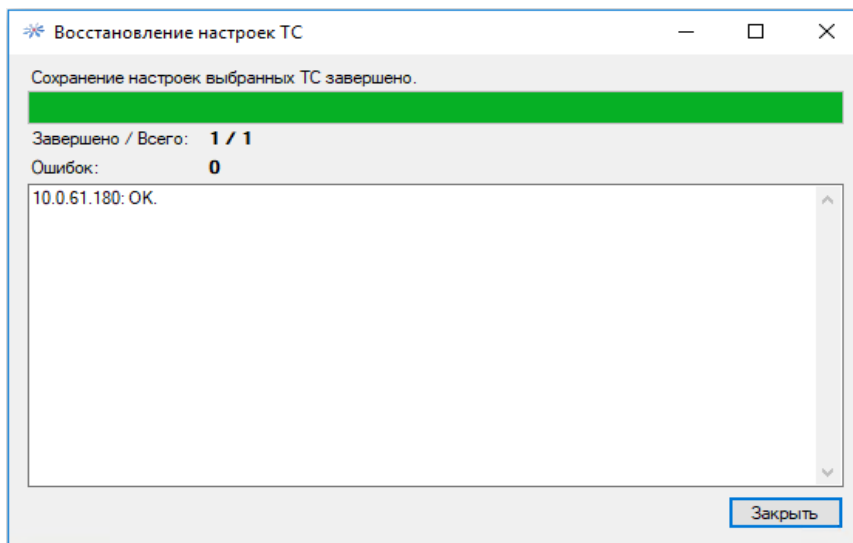 Восстановление настроек ТС
Сохранение настроек выбранных ТС завершено.
Завершено / Всего: 1 / 1
Ошибок: 0
10.0.61.180: OK.
Закрыть